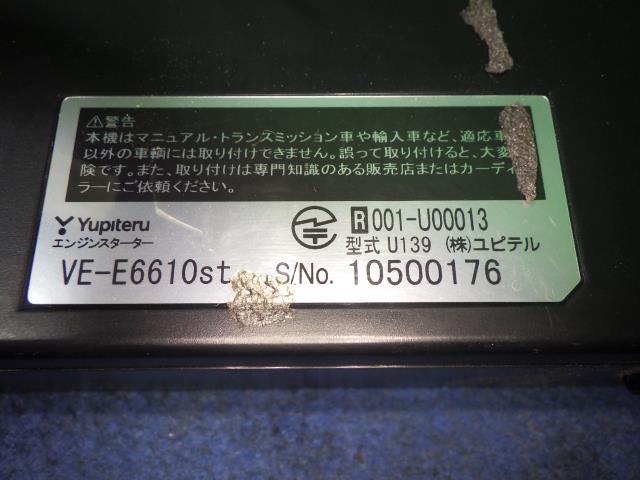 ⚠警告
本機はマニュアル・トランスミッション車や輸入車など、適応車
以外の車輌には取り付けできません。誤って取り付けると、大変
険です。また、取り付けは専門知識のある販売店またはカーディ
ラーにご依頼ください。
Yupiteru
エンジンスターター
R 001-U00013
型式 U139 (株)ユピテル
VE-E6610st S/No. 10500176